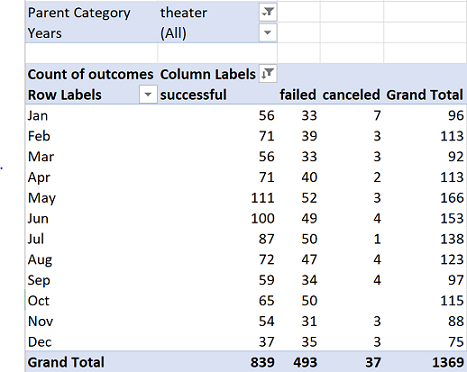 Parent Category theater
Years (All)
Count of outcomes Column Labels
Row Labels successful failed canceled Grand Total
Jan 56 33 7 96
Feb 71 39 3 113
Mar 56 33 3 92
Apr 71 40 2 113
May 111 52 3 166
Jun 100 49 4 153
Jul 87 50 1 138
Aug 72 47 4 123
Sep 59 34 4 97
Oct 65 50 115
Nov 54 31 3 88
Dec 37 35 3 75
Grand Total 839 493 37 1369